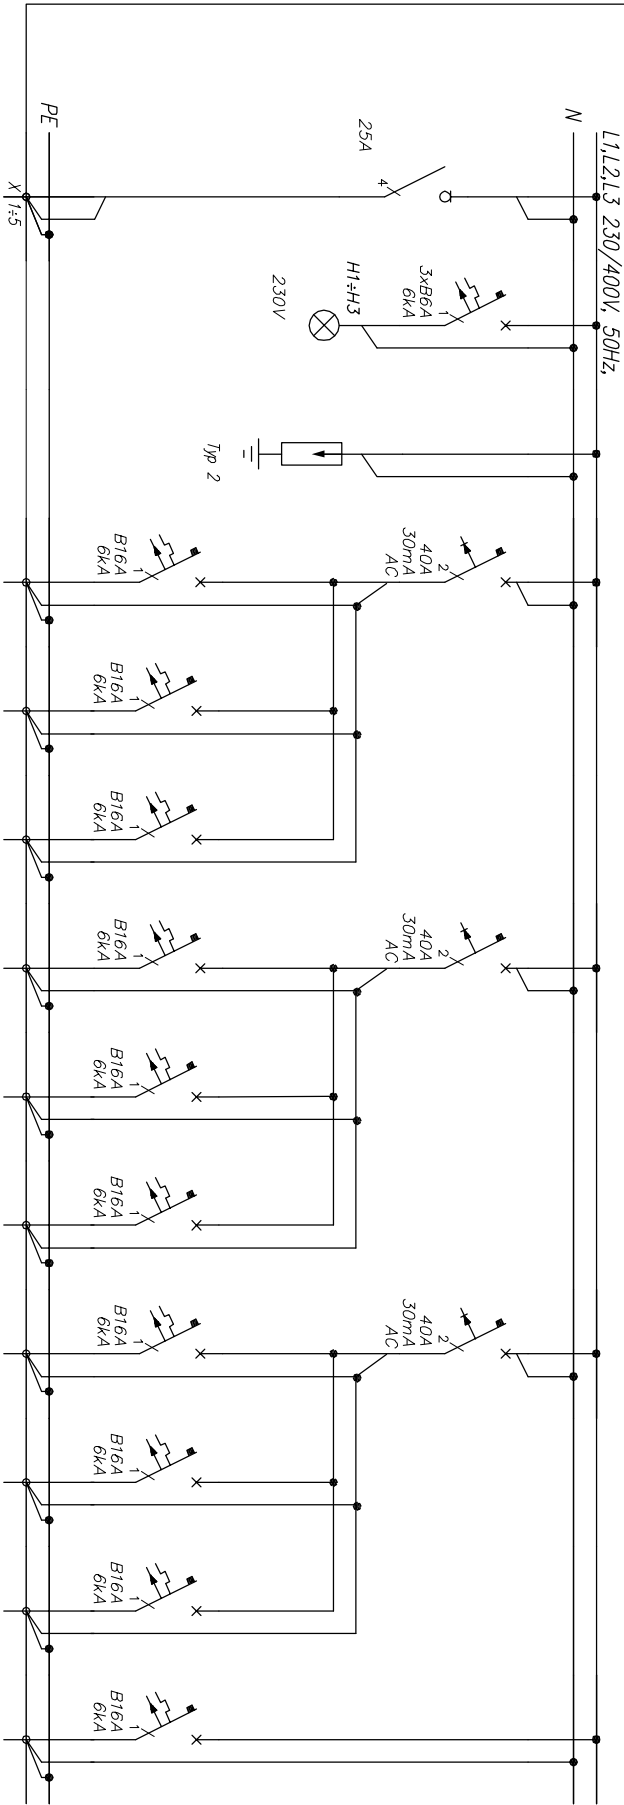 L1,L2,L3 230/400V, 50Hz,
N
PE
25A
4
X 1÷5
3xB6A
6kA
1
H1÷H3
230V
Typ 2
40A
30mA
AC
2
B16A
6kA
1
B16A
6kA
1
B16A
6kA
1
40A
30mA
AC
2
B16A
6kA
1
B16A
6kA
1
B16A
6kA
1
40A
30mA
AC
2
B16A
6kA
1
B16A
6kA
1
B16A
6kA
1
B16A
6kA
1